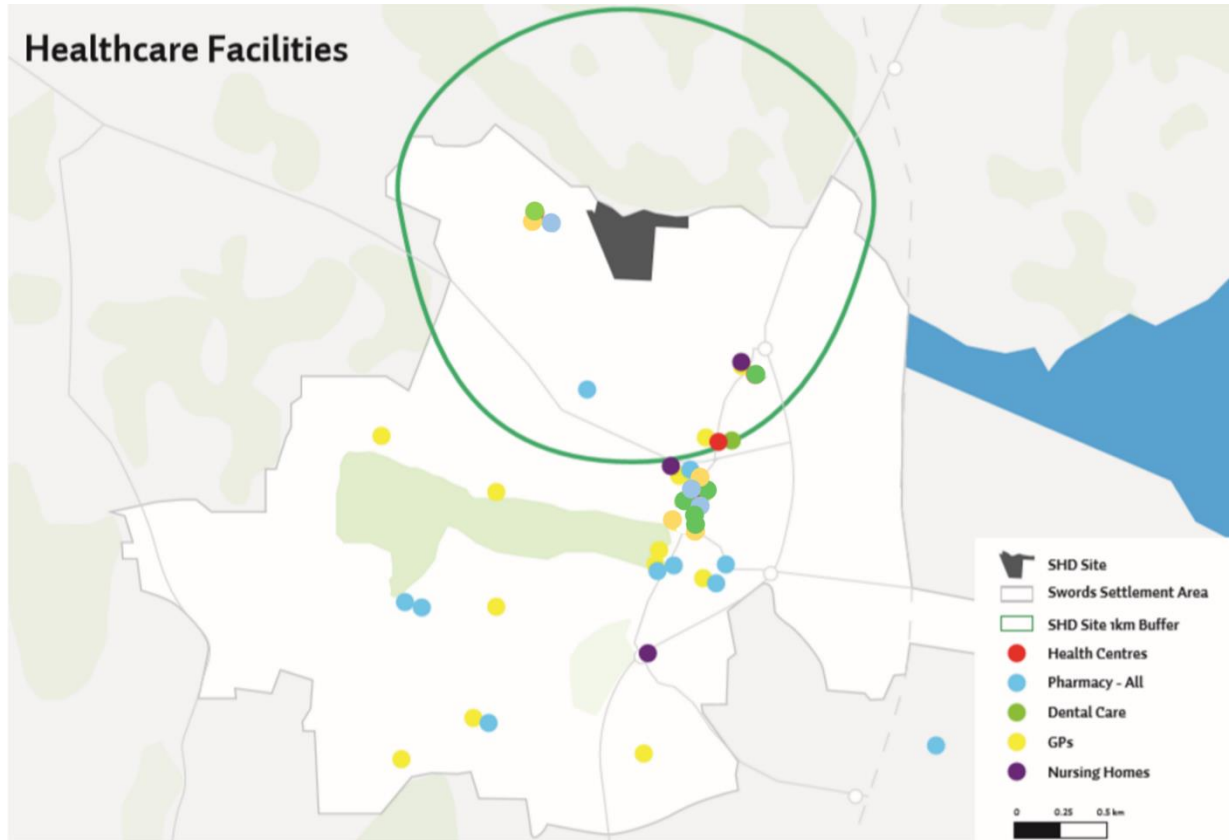 Healthcare Facilities
SHD Site
Swords Settlement Area
SHD Site 1km Buffer
Health Centres
Pharmacy - All
Dental Care
GPs
Nursing Homes
0 0.25 0.5 km